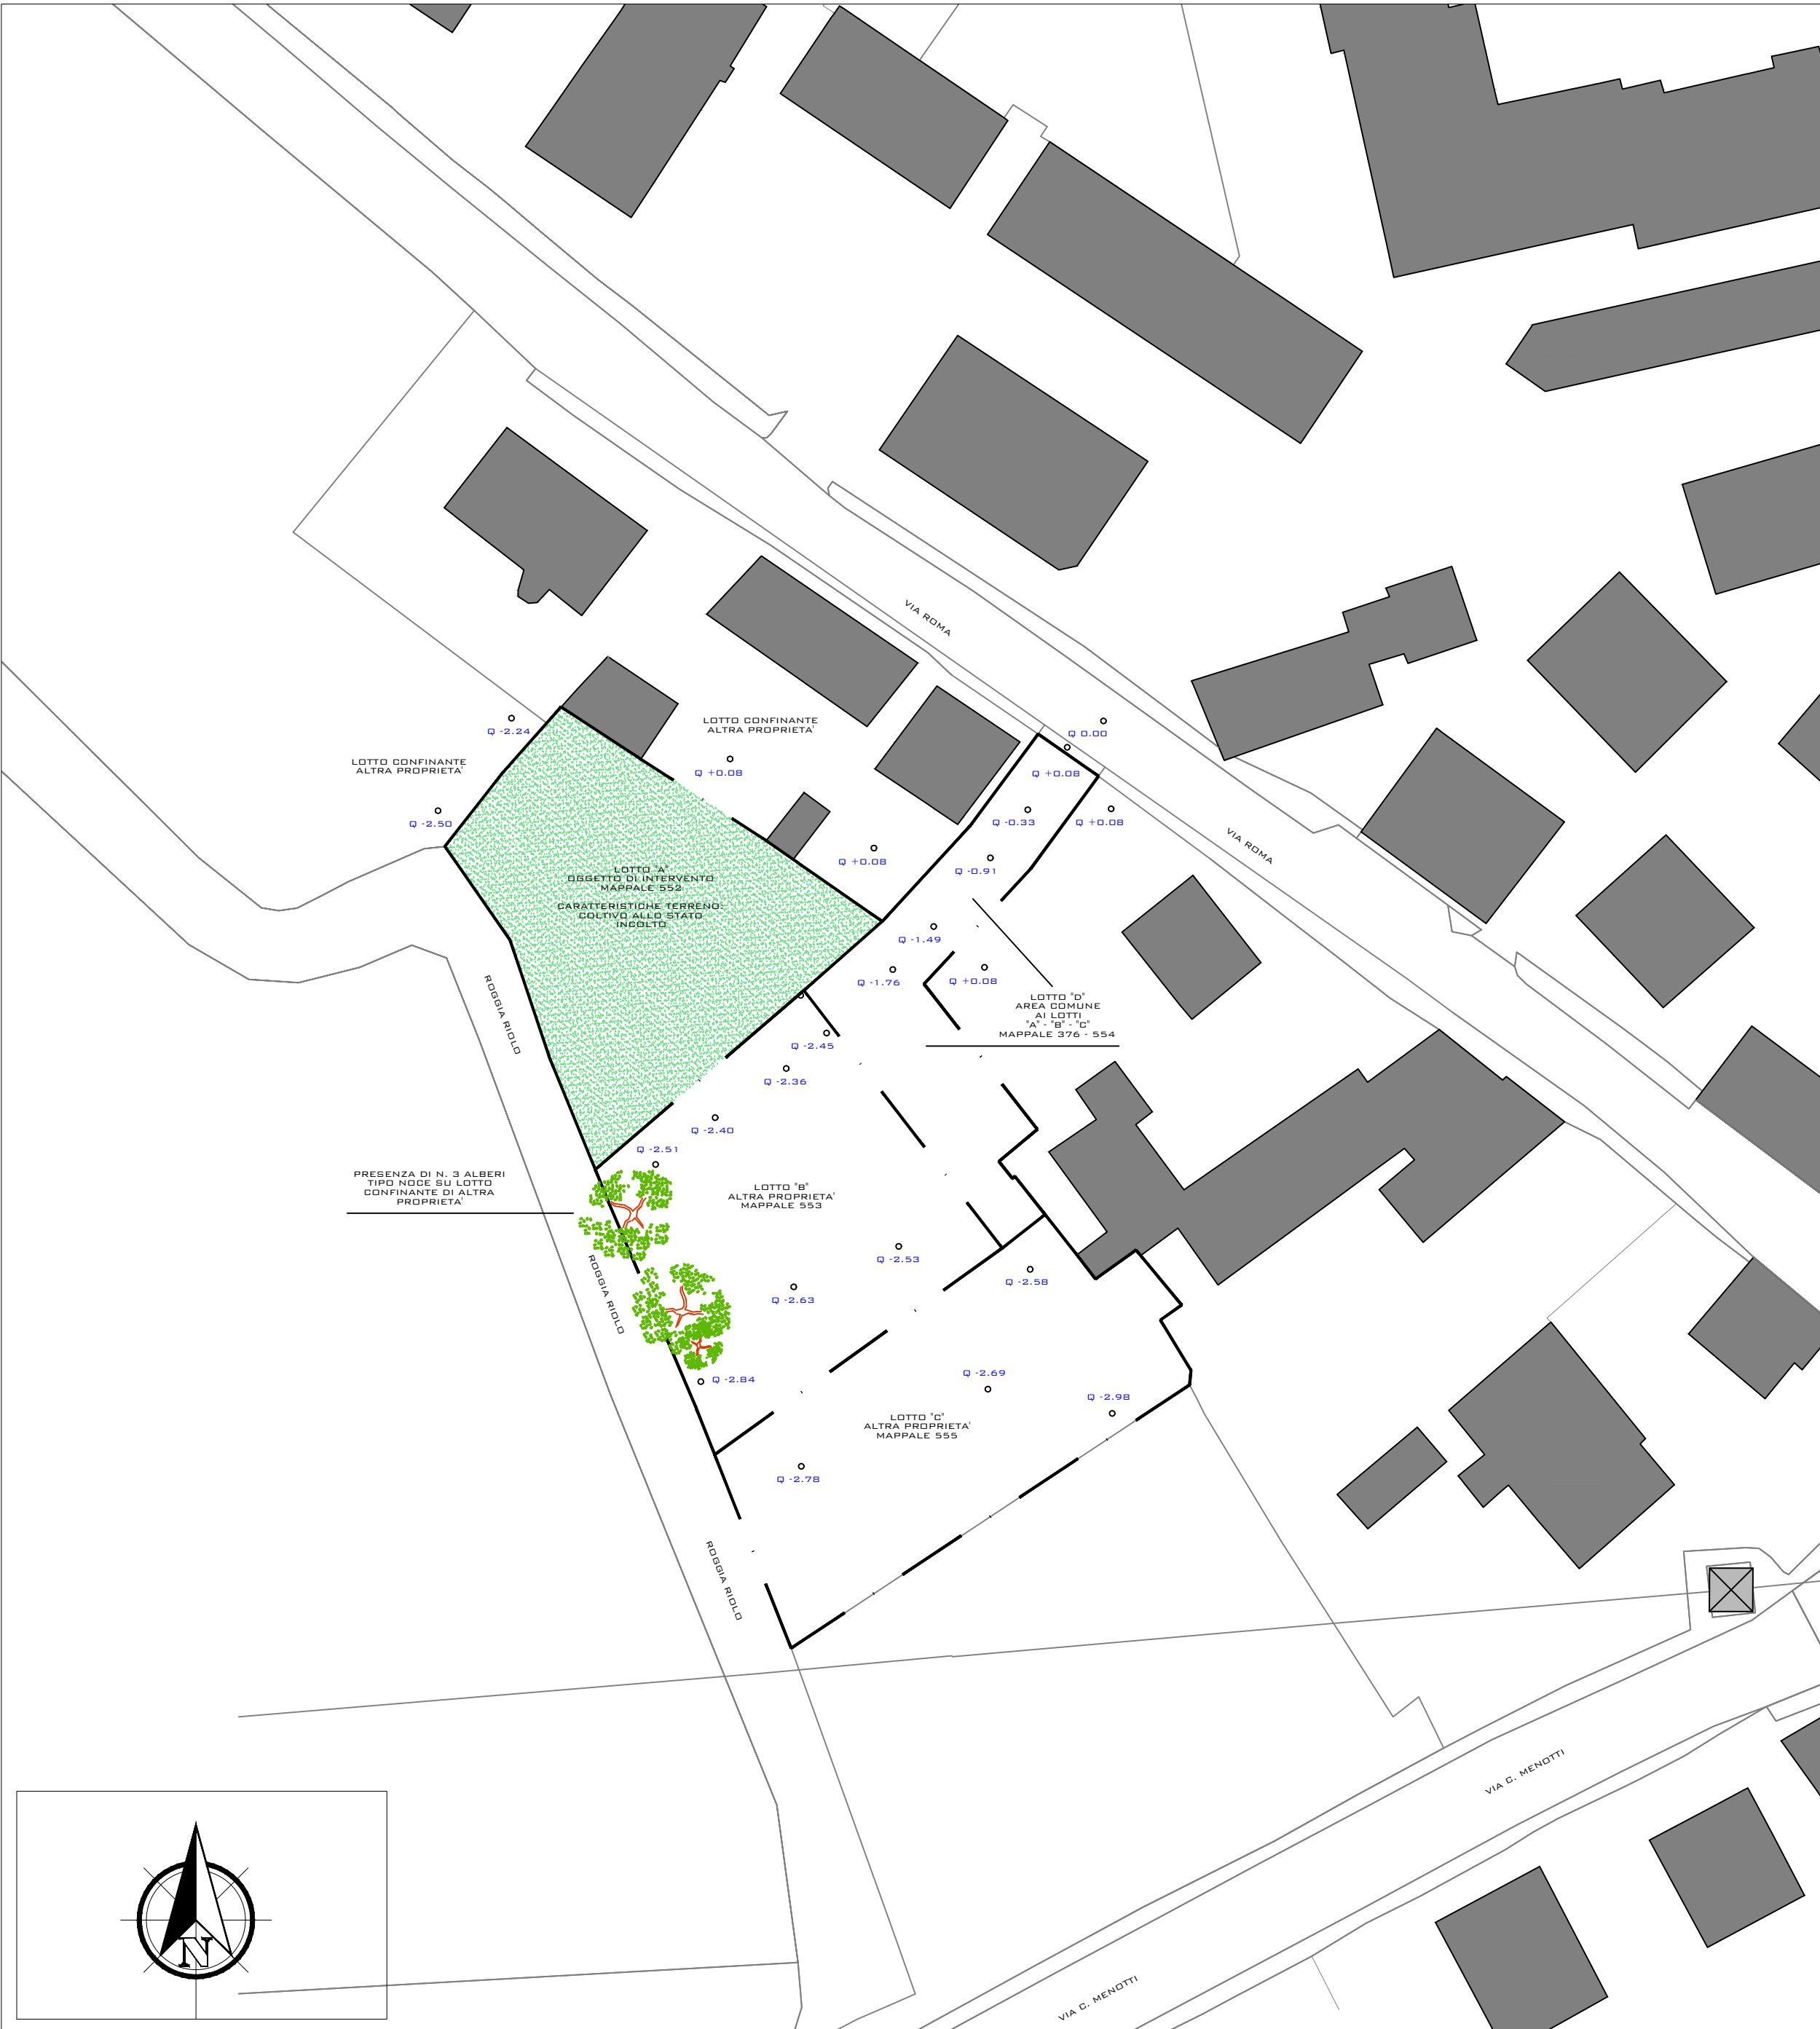 VIA ROMA
Q -2.24
LOTTO CONFINANTE
ALTRA PROPRIETA'
Q 0.00
LOTTO CONFINANTE
ALTRA PROPRIETA'
Q +0.08
Q +0.08
Q -2.50
Q -0.33
Q +0.08
VIA ROMA
Q +0.08
Q -0.91
LOTTO "A"
OGGETTO DI INTERVENTO
MAPPALE 552
CARATTERISTICHE TERRENO:
COLTIVO ALLO STATO
INCOLTO
Q -1.49
Q -1.76
Q +0.08
ROGGIA RIOLO
LOTTO "D"
AREA COMUNE
AI LOTTI
"A" - "B" - "C"
MAPPALE 376 - 554
Q -2.45
Q -2.36
Q -2.40
Q -2.51
PRESENZA DI N. 3 ALBERI
TIPO NOCE SU LOTTO
CONFINANTE DI ALTRA
PROPRIETA'
LOTTO "B"
ALTRA PROPRIETA'
MAPPALE 553
Q -2.53
Q -2.58
ROGGIA RIOLO
Q -2.63
Q -2.84
Q -2.69
Q -2.98
LOTTO "C"
ALTRA PROPRIETA'
MAPPALE 555
Q -2.78
ROGGIA RIOLO
VIA C. MENOTTI
N
VIA C. MENOTTI